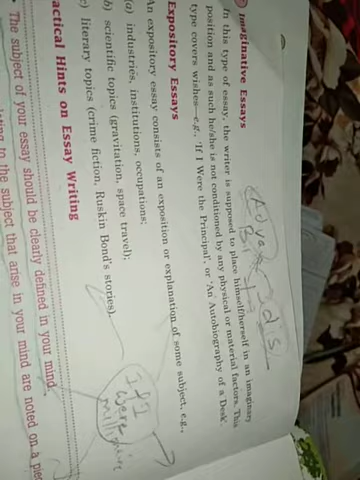 Imaginative Essays
In this type of essay, the writer is supposed to place himself/herself in an imaginary
position and as such he/she is not conditioned by any physical or material factors. This
type covers wishes—e.g., 'If I Were the Principal', or 'An Autobiography of a Desk'.
Expository Essays
An expository essay consists of an exposition or explanation of some subject, e.g.,
(a) industries, institutions, occupations;
b) scientific topics (gravitation, space travel);
c) literary topics (crime fiction, Ruskin Bond's stories).
actical Hints on Essay Writing
The subject of your essay should be clearly defined in your mind.
to the subject that arise in your mind are noted on a pie
If I
were